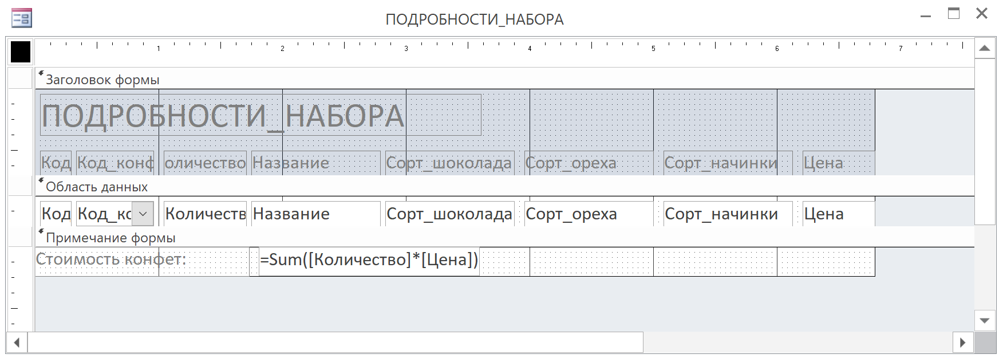 ПОДРОБНОСТИ_НАБОРА
1 2 3 4 5 6 7
Заголовок формы
ПОДРОБНОСТИ_НАБОРА
Код Код_конф оличество Название Сорт_шоколада Сорт_ореха Сорт_начинки Цена
Область данных
Код Код_кс Количеств Название Сорт_шоколада Сорт_ореха Сорт_начинки Цена
Примечание формы
Стоимость конфет: =Sum([Количество]*[Цена])